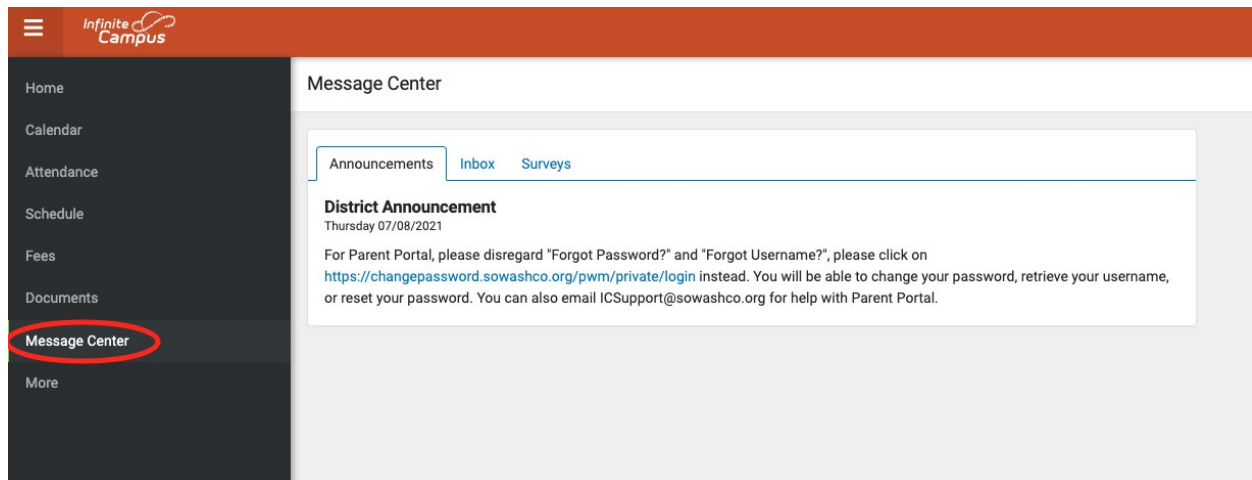 Infinite
Campus
Home
Calendar
Attendance
Schedule
Fees
Documents
Message Center
More
Message Center
Announcements Inbox Surveys
District Announcement
Thursday 07/08/2021
For Parent Portal, please disregard "Forgot Password?" and "Forgot Username?", please click on
https://changepassword.sowashco.org/pwm/private/login instead. You will be able to change your password, retrieve your username,
or reset your password. You can also email ICSupport@sowashco.org for help with Parent Portal.